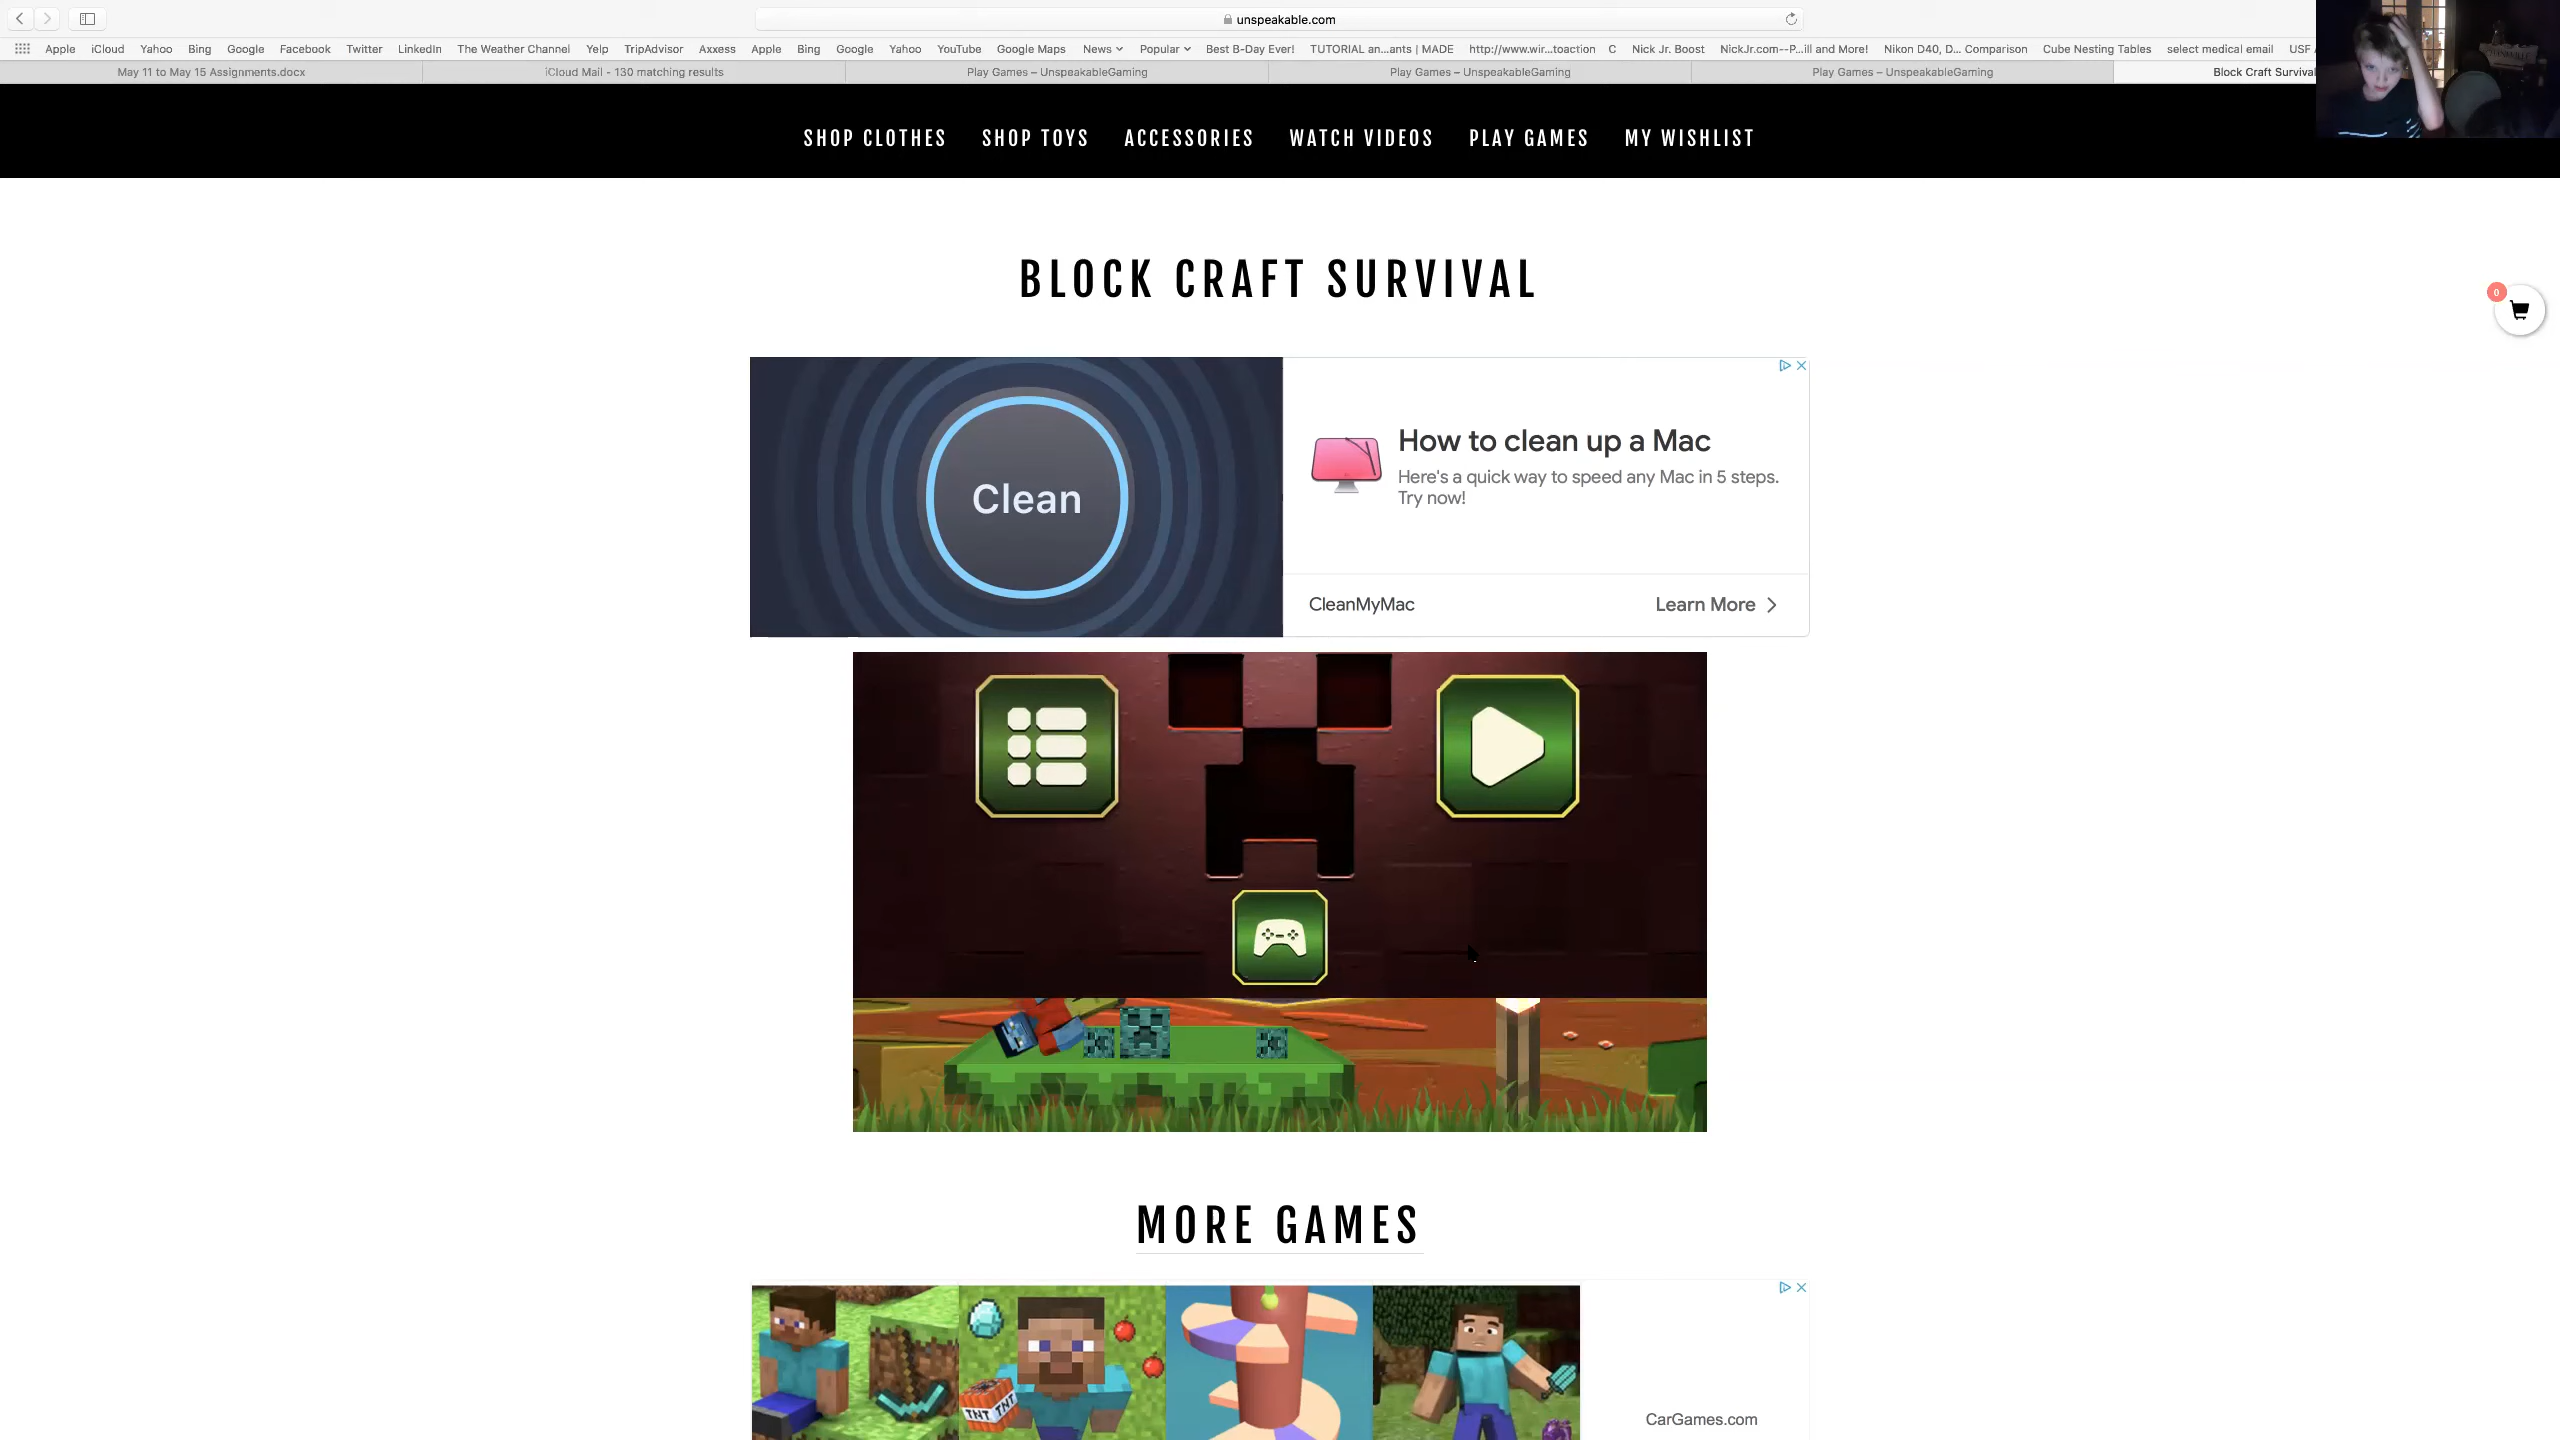 unspeakable.com
Apple iCloud Yahoo Bing Google Facebook Twitter LinkedIn The Weather Channel Yelp TripAdvisor Axxess Apple Bing Google Yahoo YouTube Google Maps News Popular Best B-Day Ever! TUTORIAL an...ants | MADE http://www.wir...toaction C Nick Jr. Boost NickJr.com--P...ill and More! Nikon D40, D... Comparison Cube Nesting Tables select medical email USF
May 11 to May 15 Assignments.docx iCloud Mail - 130 matching results Play Games – UnspeakableGaming Play Games – UnspeakableGaming Play Games – UnspeakableGaming Block Craft Survival
SHOP CLOTHES SHOP TOYS ACCESSORIES WATCH VIDEOS PLAY GAMES MY WISHLIST
BLOCK CRAFT SURVIVAL
0
Clean
How to clean up a Mac
Here's a quick way to speed any Mac in 5 steps.
Try now!
CleanMyMac Learn More
MORE GAMES
TNT TNT
CarGames.com